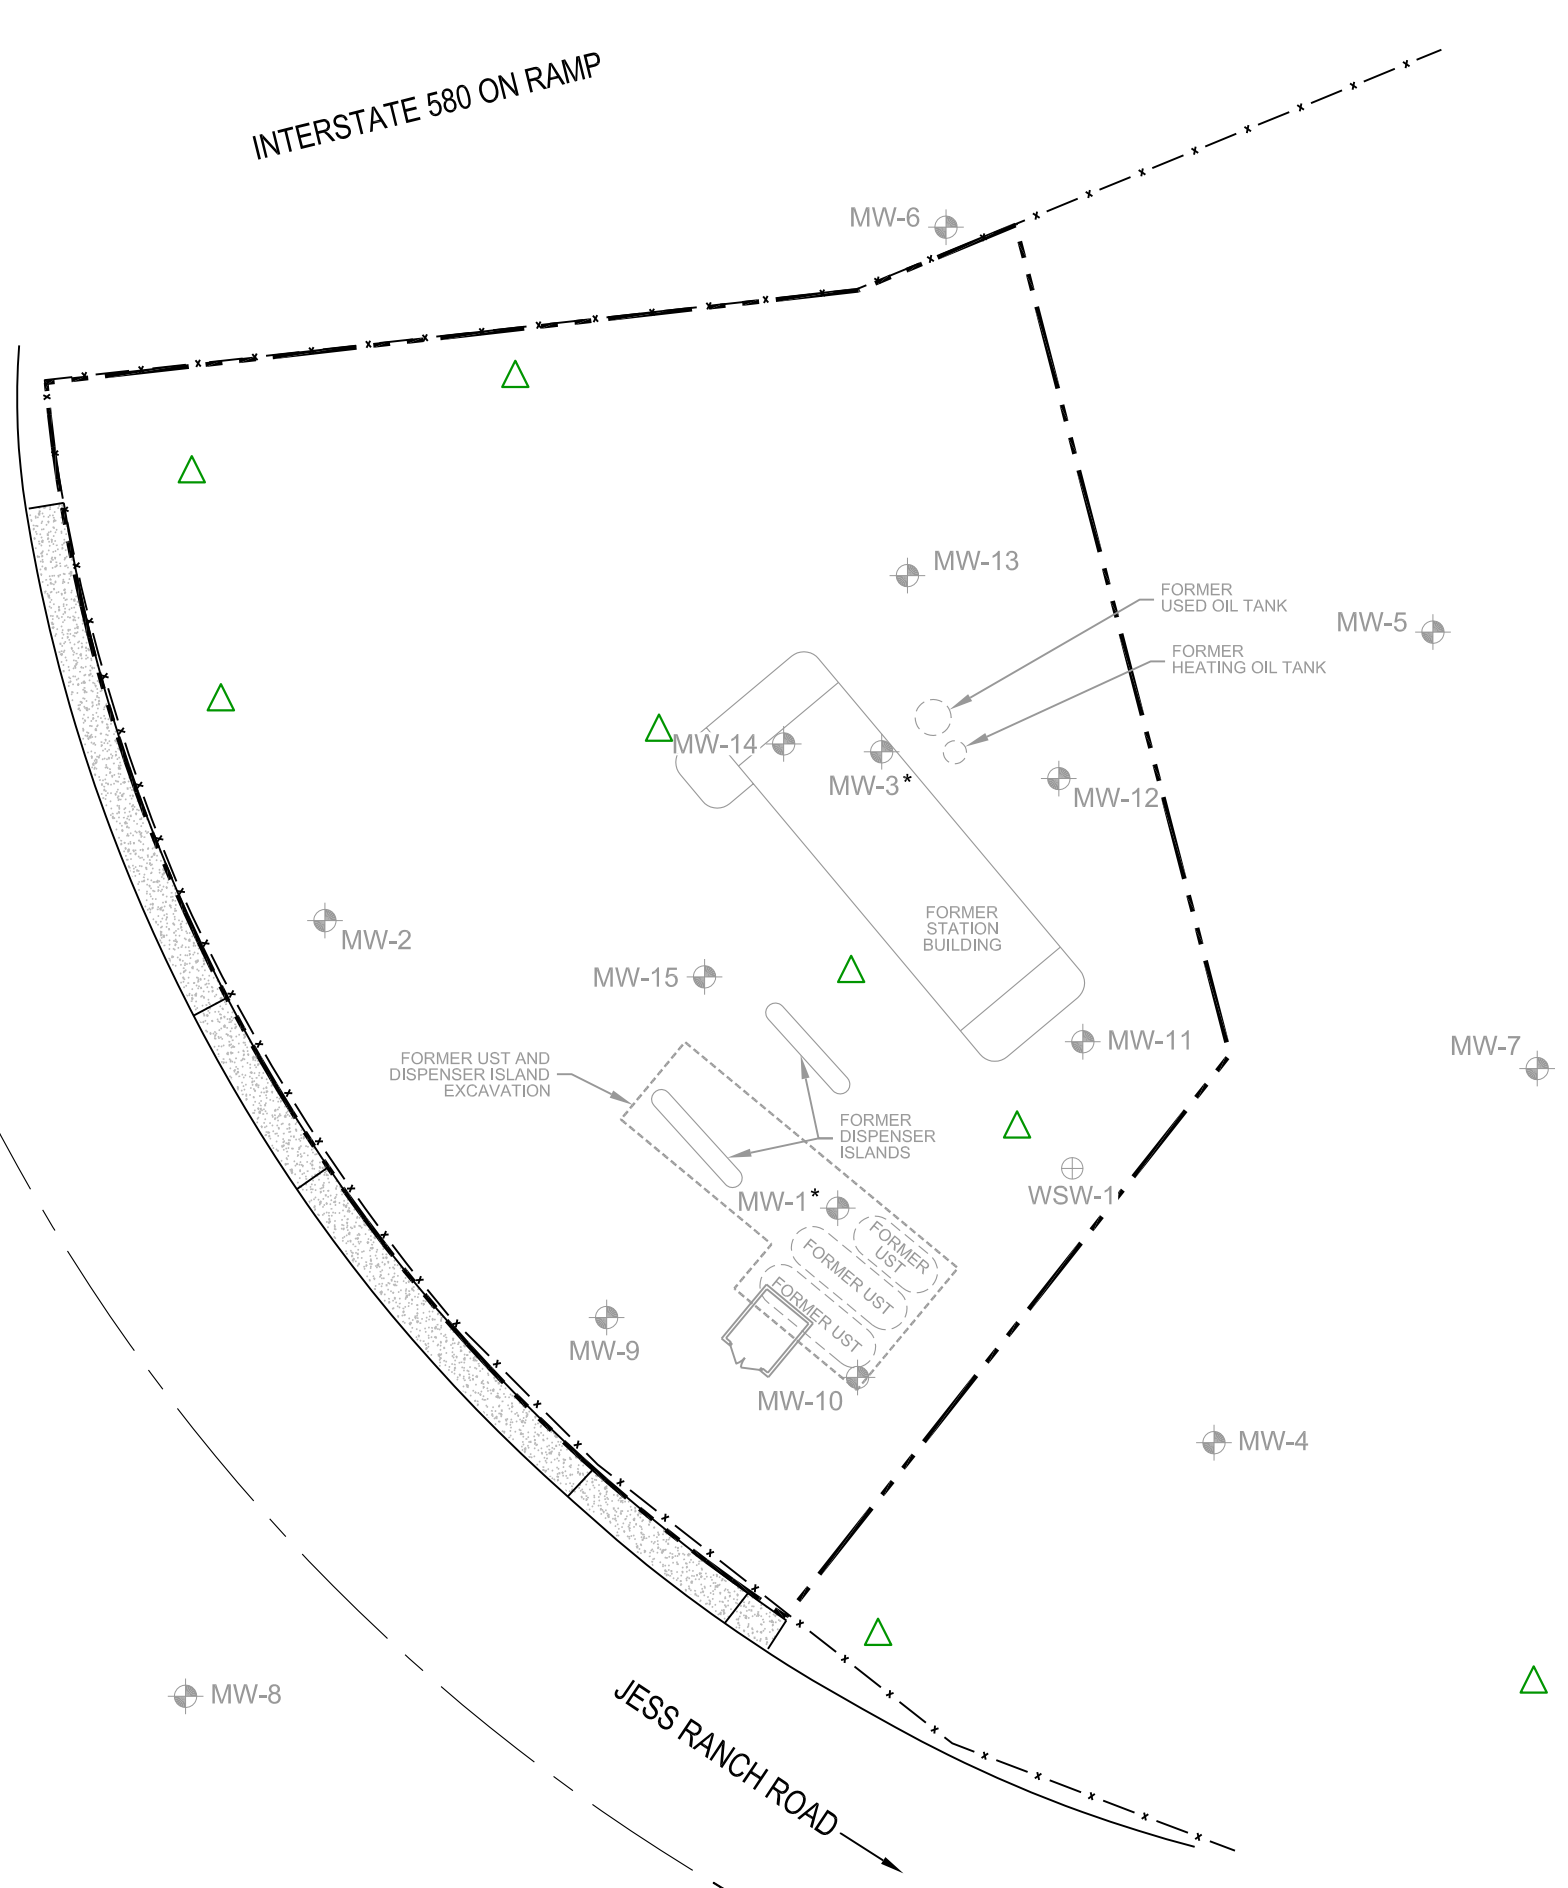 INTERSTATE 580 ON RAMP
MW-6
MW-13
FORMER
USED OIL TANK
MW-5
FORMER
HEATING OIL TANK
MW-14
MW-3*
MW-12
FORMER
STATION
BUILDING
MW-2
MW-15
MW-11
MW-7
FORMER UST AND
DISPENSER ISLAND
EXCAVATION
FORMER
DISPENSER
ISLANDS
WSW-1
MW-1*
FORMER
UST
FORMER UST
FORMER UST
MW-9
MW-10
MW-4
MW-8
JESS RANCH ROAD